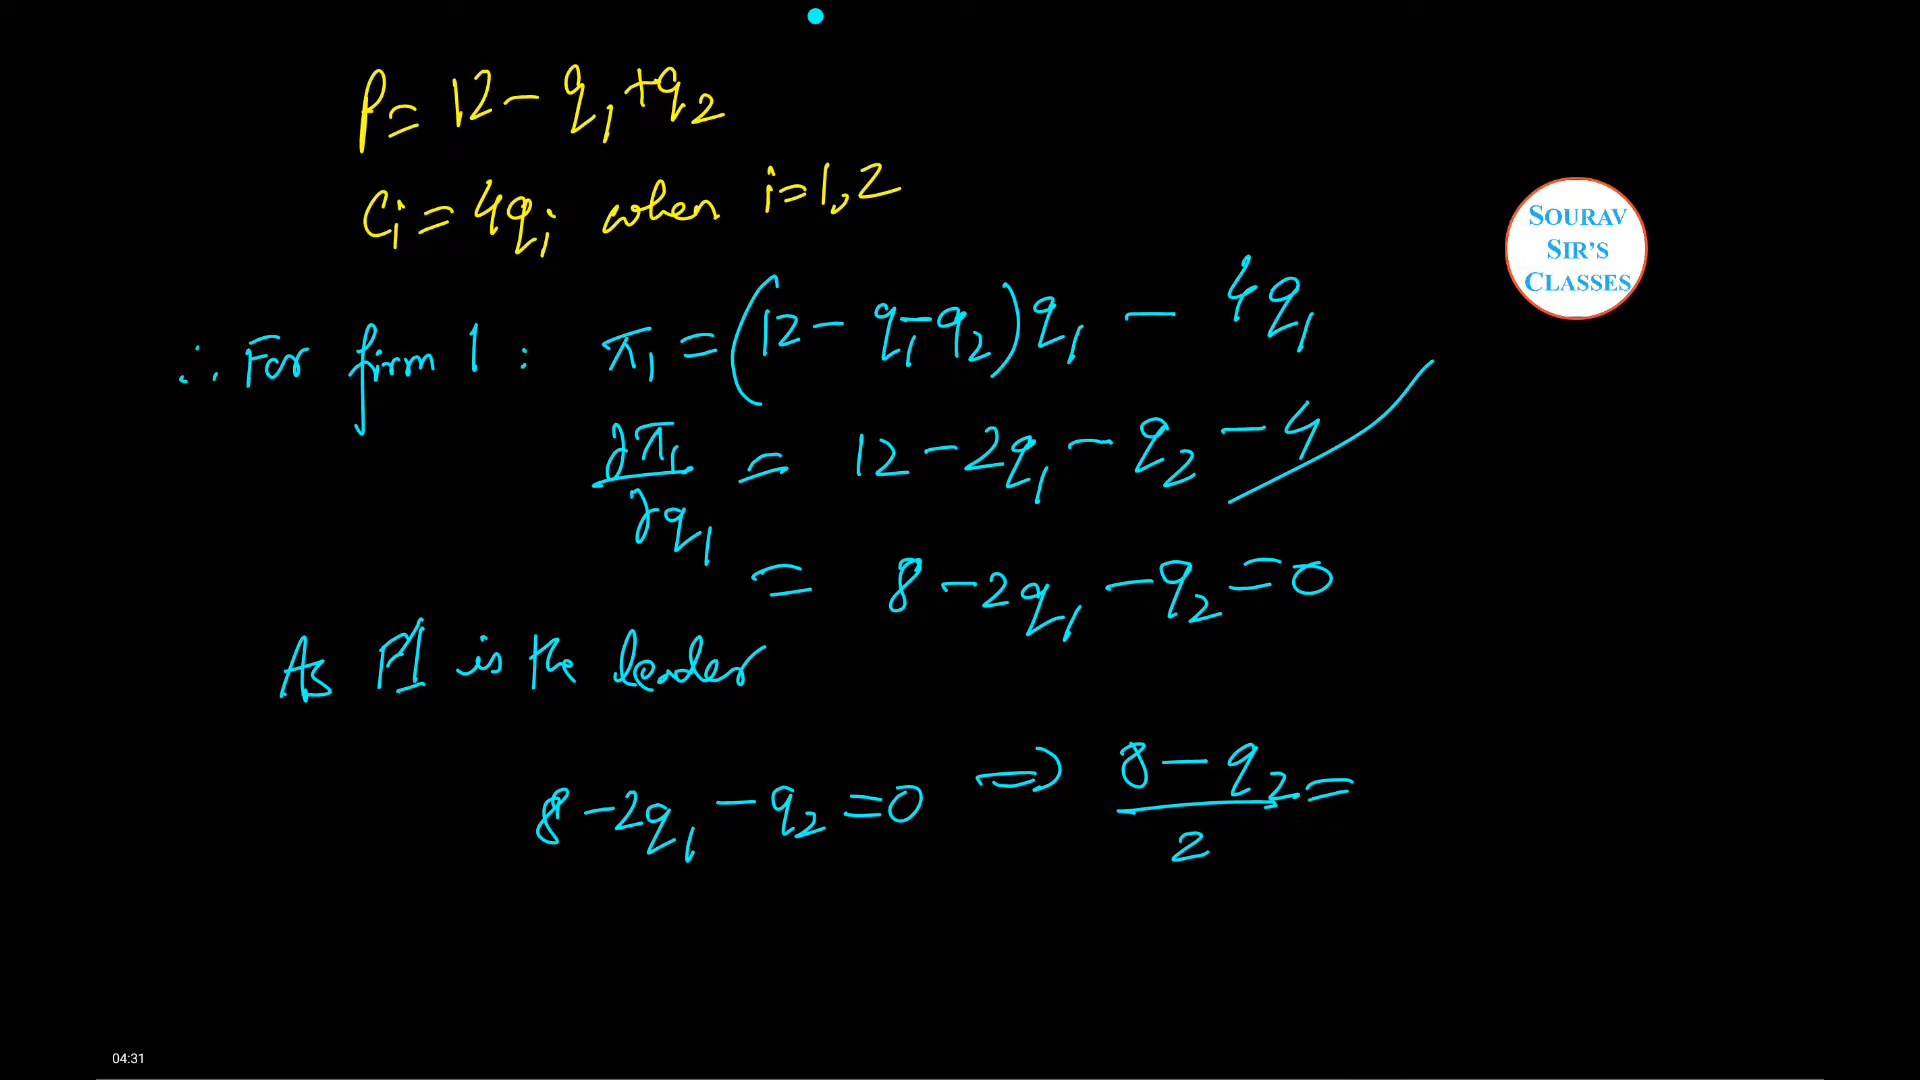 P = 12 - q₁ + q₂
Cᵢ = 4qᵢ when i = 1, 2
SOURAV
SIR'S
CLASSES
∴ For firm 1 : π₁ = (12 - q₁ - q₂) q₁ - 4q₁
∂π₁/∂q₁ = 12 - 2q₁ - q₂ - 4
= 8 - 2q₁ - q₂ = 0
As F1 is the leader
8 - 2q₁ - q₂ = 0 ⇒ (8 - q₂)/2 =
04:31